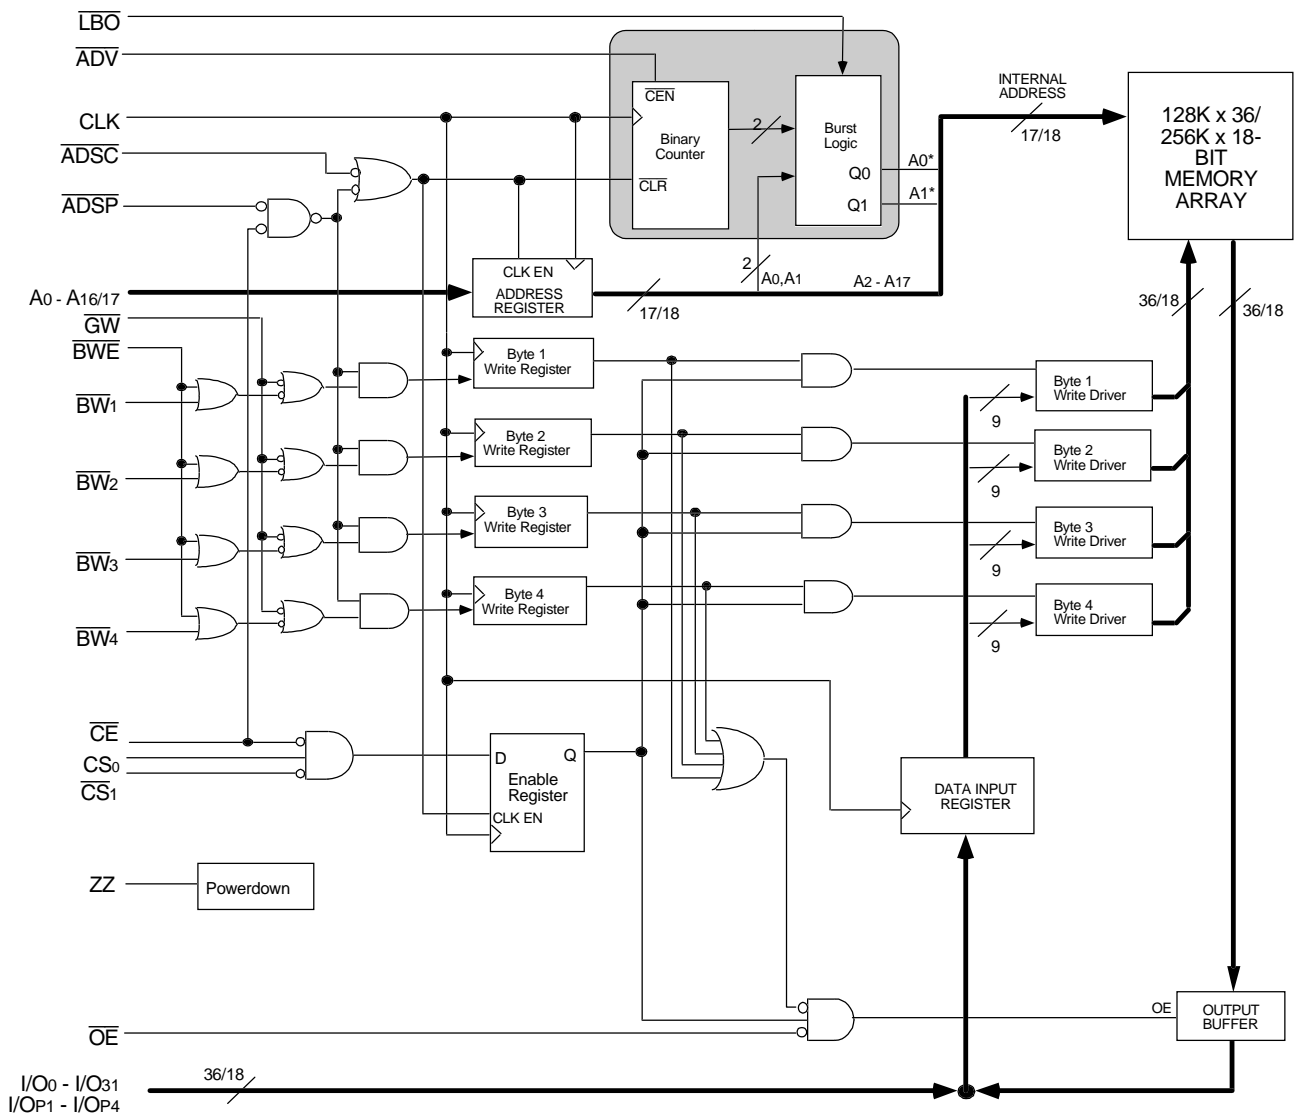 LBO
ADV
CLK
ADSC
ADSP
CEN
Binary
Counter
CLR
2
Burst
Logic
Q0
Q1
A0*
A1*
INTERNAL
ADDRESS
17/18
128K x 36/
256K x 18-
BIT
MEMORY
ARRAY
A0 - A16/17
CLK EN
ADDRESS
REGISTER
17/18
2
A0,A1
A2 - A17
36/18
36/18
GW
BWE
BW1
Byte 1
Write Register
Byte 1
Write Driver
9
BW2
Byte 2
Write Register
Byte 2
Write Driver
9
BW3
Byte 3
Write Register
Byte 3
Write Driver
9
BW4
Byte 4
Write Register
Byte 4
Write Driver
9
CE
CS0
CS1
D
Q
Enable
Register
CLK EN
DATA INPUT
REGISTER
ZZ
Powerdown
OE
OE
OUTPUT
BUFFER
I/O0 - I/O31
I/OP1 - I/OP4
36/18